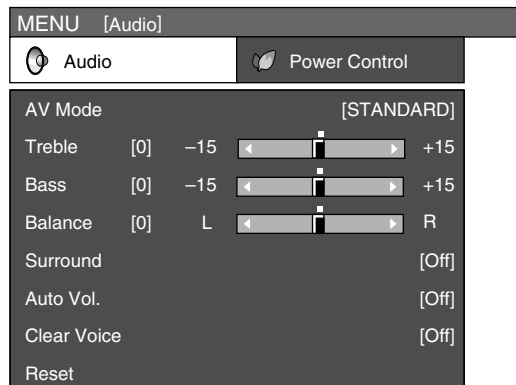 MENU [Audio]
Audio Power Control
AV Mode [STANDARD]
Treble [0] –15 +15
Bass [0] –15 +15
Balance [0] L R
Surround [Off]
Auto Vol. [Off]
Clear Voice [Off]
Reset